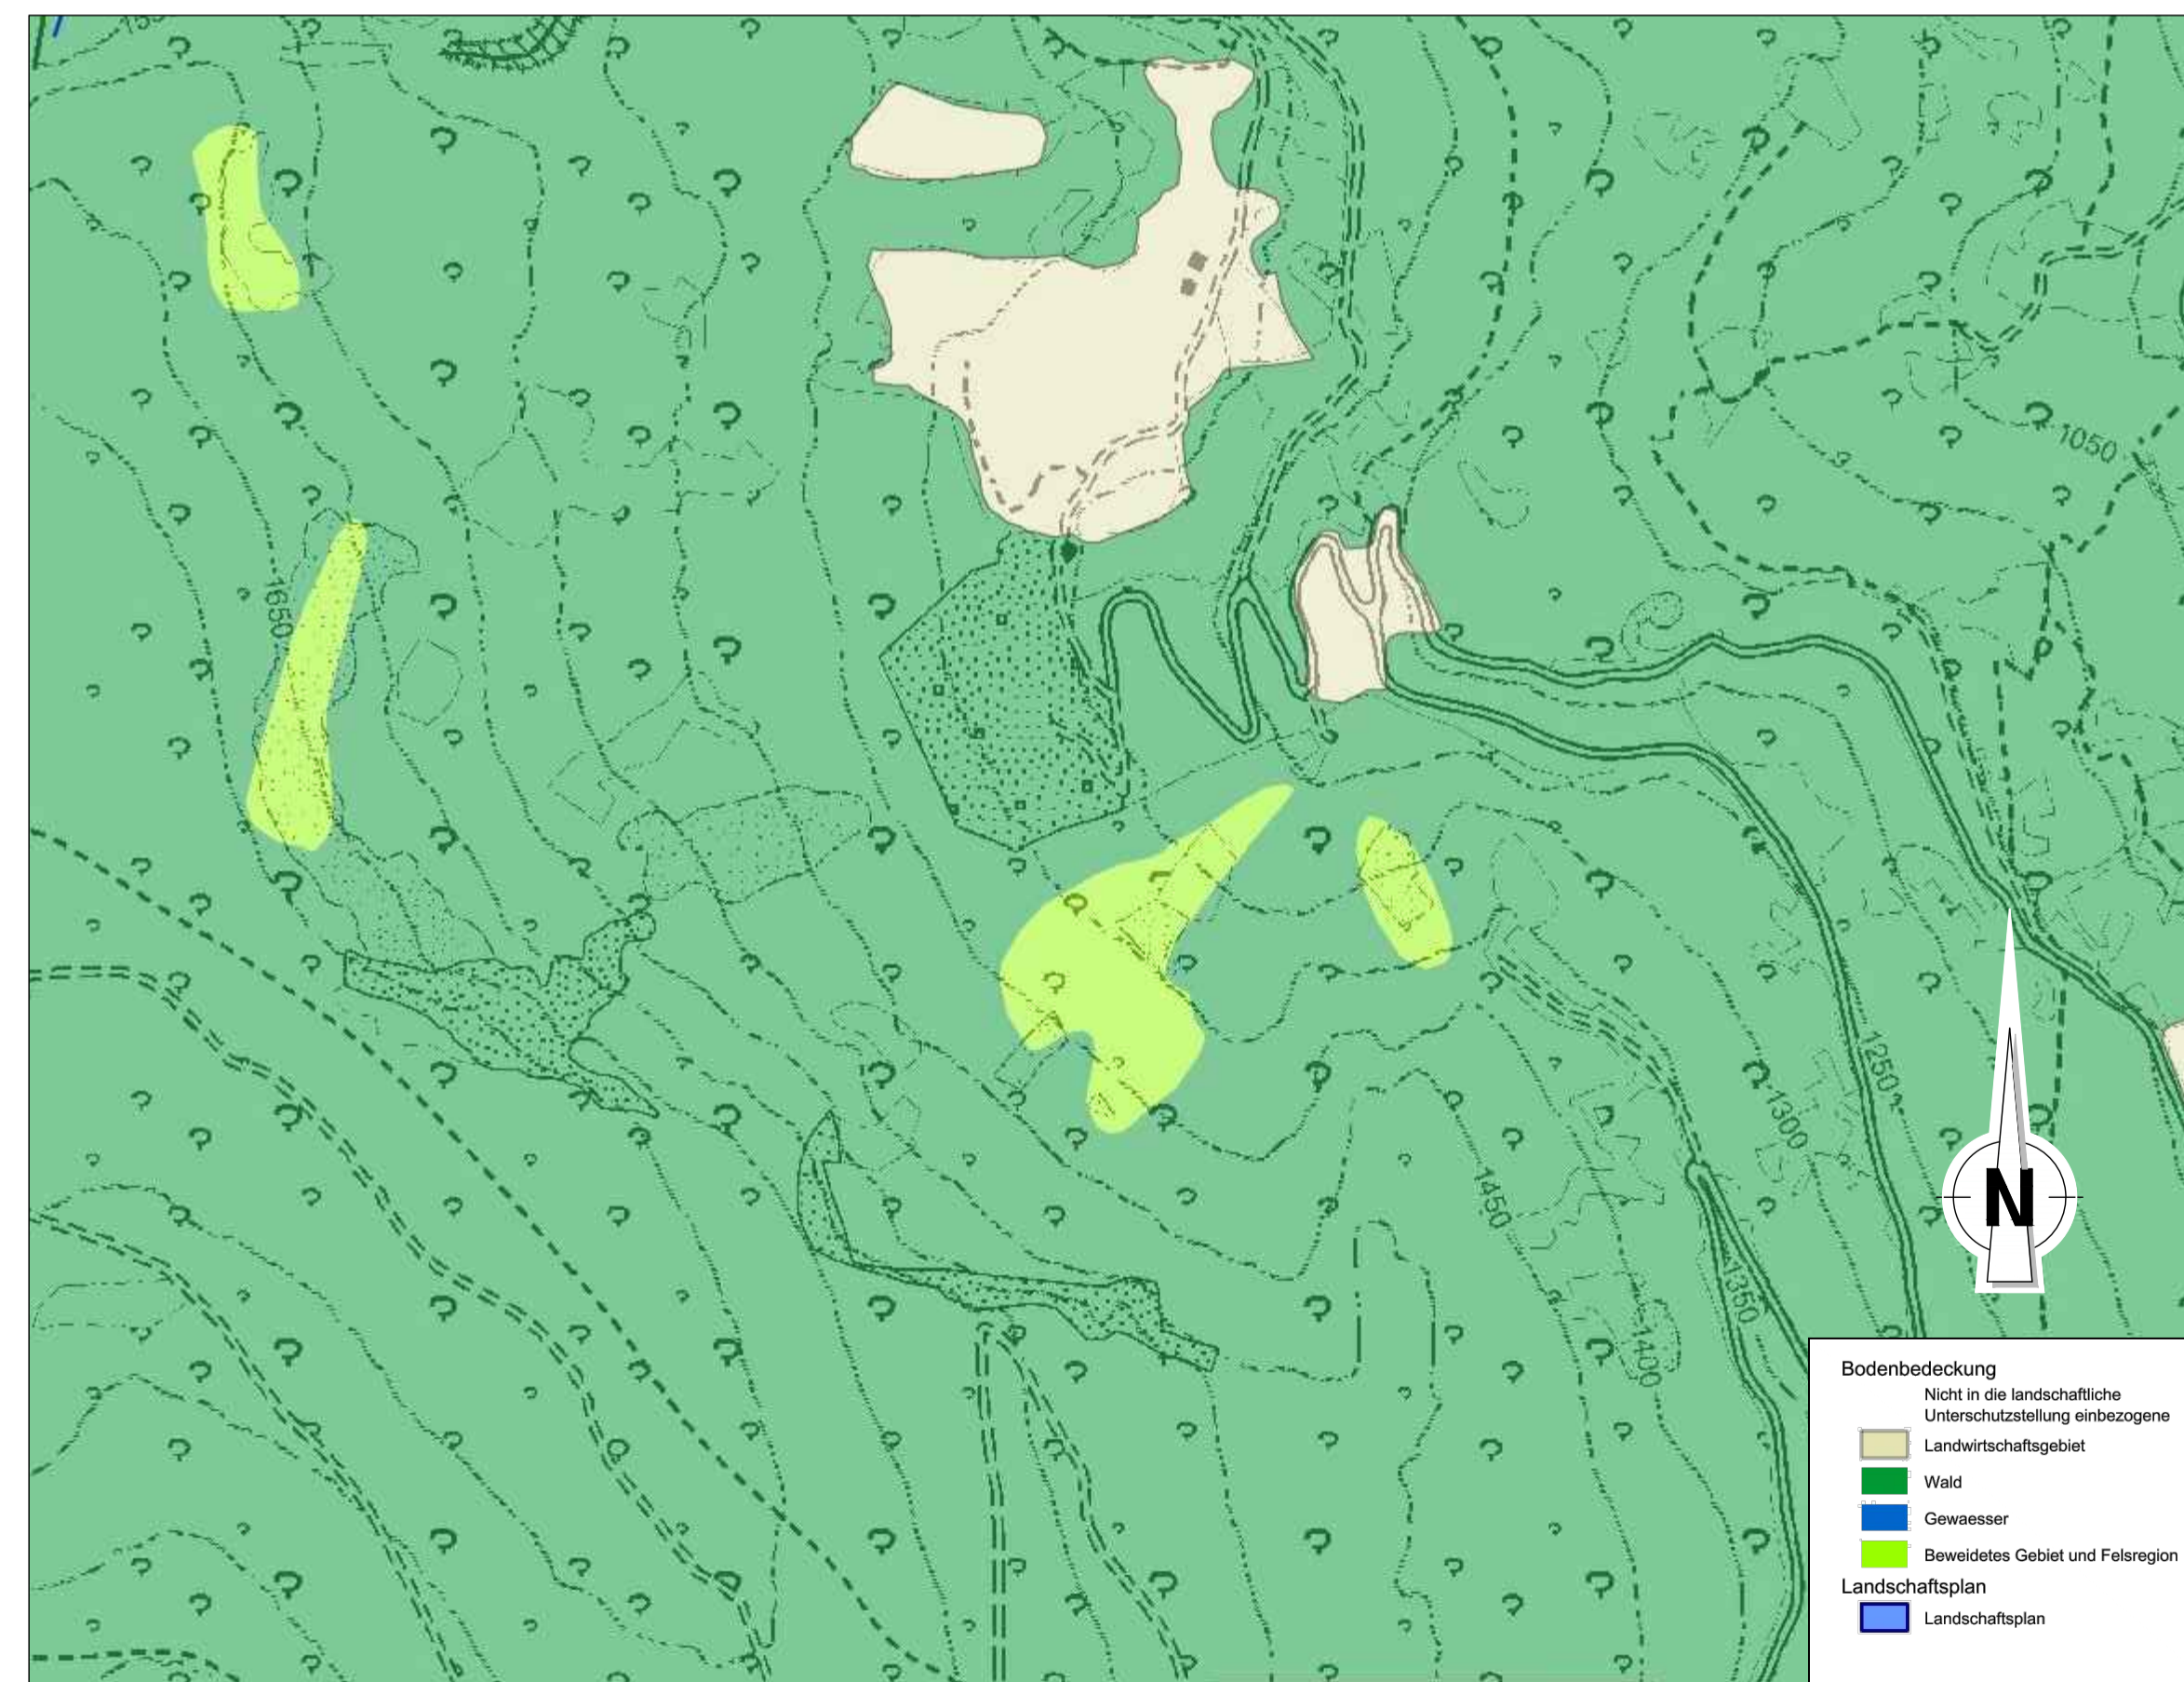 1050
1650
1250
1300
1450
N
1350
1400
Bodenbedeckung
Nicht in die landschaftliche
Unterschutzstellung einbezogene
Landwirtschaftsgebiet
Wald
Gewaesser
Beweidetes Gebiet und Felsregion
Landschaftsplan
Landschaftsplan